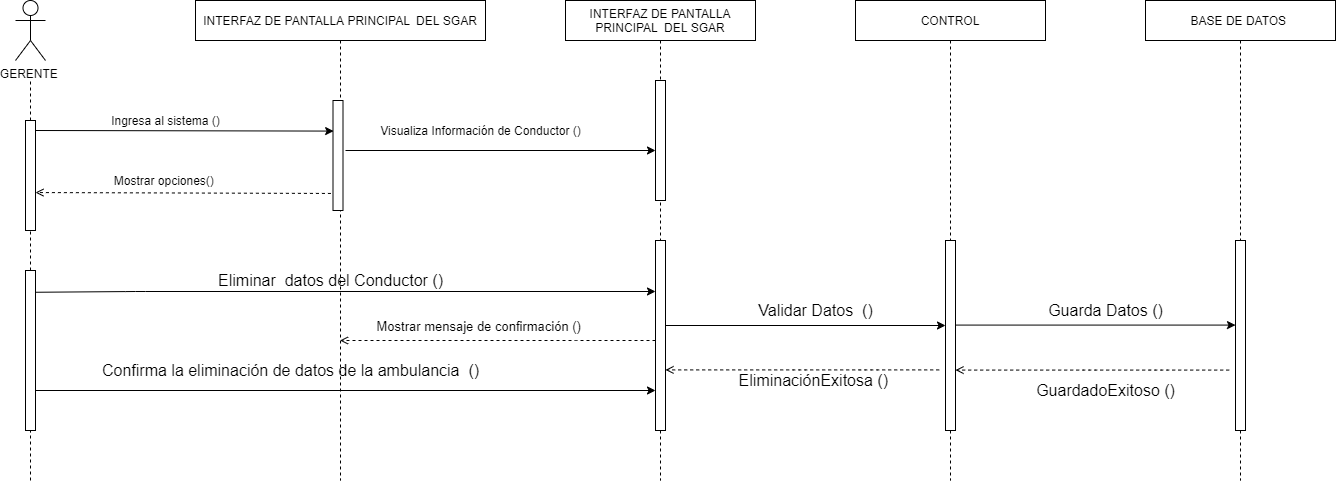 INTERFAZ DE PANTALLA PRINCIPAL  DEL SGAR
INTERFAZ DE PANTALLA
PRINCIPAL  DEL SGAR
CONTROL
BASE DE DATOS
GERENTE
Ingresa al sistema ()
Visualiza Información de Conductor ()
Mostrar opciones()
Eliminar  datos del Conductor ()
Validar Datos  ()
Guarda Datos ()
Mostrar mensaje de confirmación ()
Confirma la eliminación de datos de la ambulancia  ()
EliminaciónExitosa ()
GuardadoExitoso ()